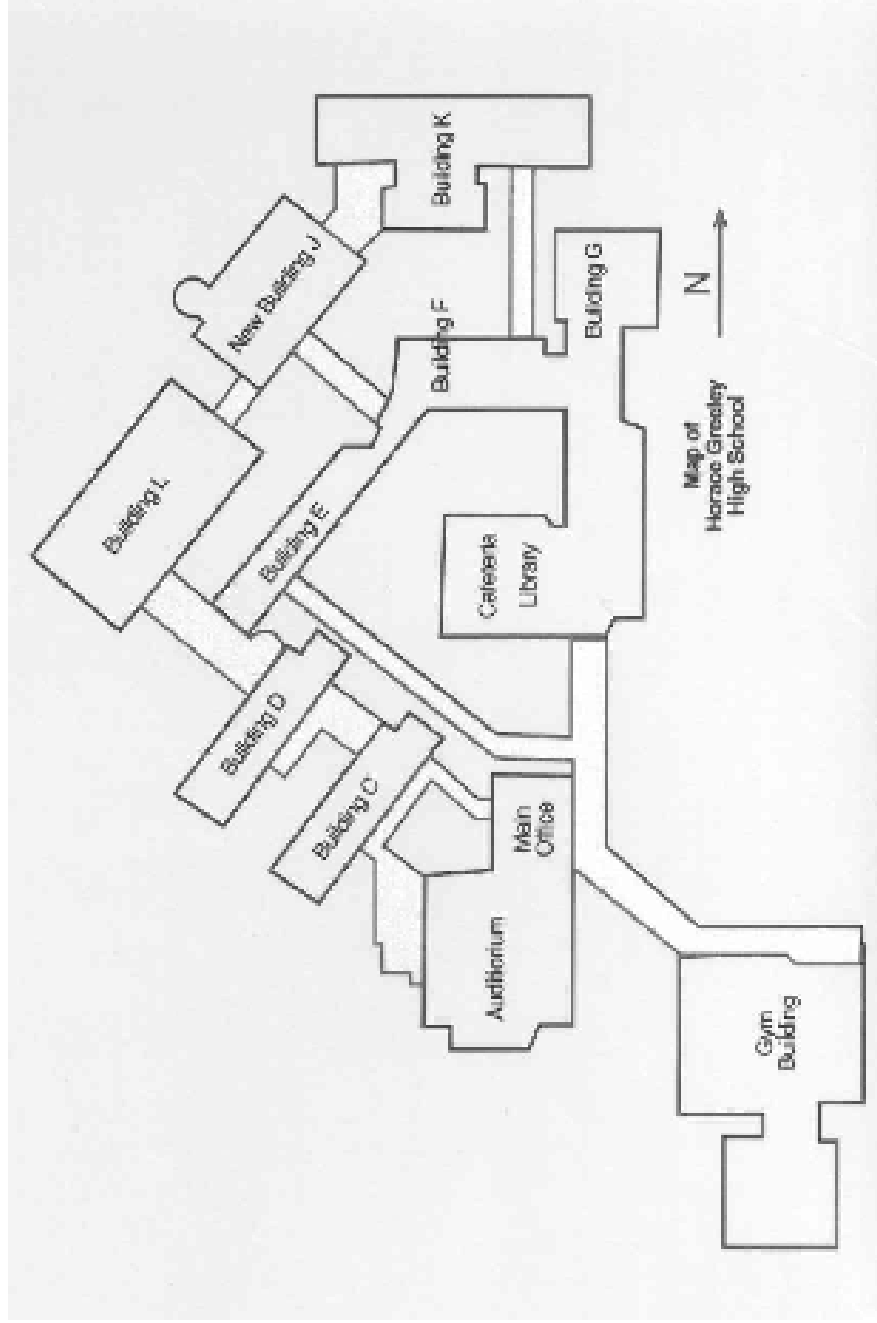 Building K
New Building J
Building L
Building F
Building G
Building E
N
Map of
Horace Greeley
High School
Cafeteria
Library
Building D
Building C
Main
Office
Auditorium
Gym
Building